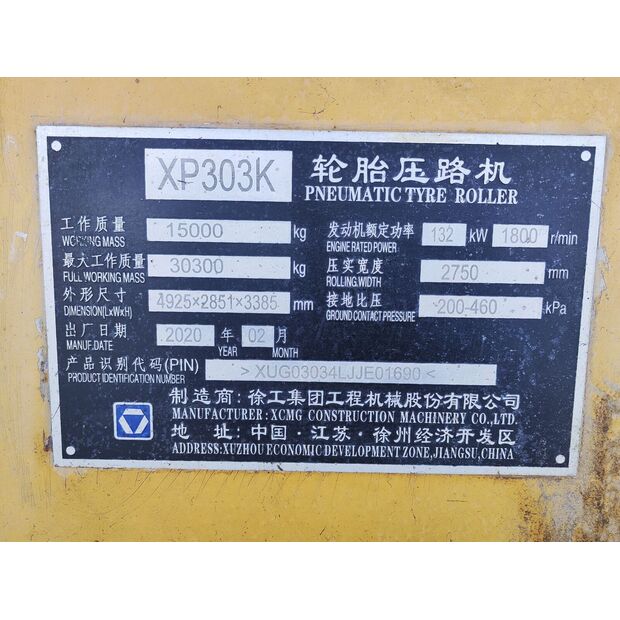 XP303K 轮胎压路机
PNEUMATIC TYRE ROLLER
工作质量 15000 kg 发动机额定功率 132 kW 1800 r/min
WORKING MASS ENGINE RATED POWER
最大工作质量 30300 kg 压实宽度 2750 mm
FULL WORKING MASS ROLLING WIDTH
外形尺寸 4925×2851×3385 mm 接地比压 200-460 kPa
DIMENSION(LxWxH) GROUND CONTACT PRESSURE
出厂日期 2020 年 02 月
MANUF.DATE YEAR MONTH
产品识别代码(PIN) > XUG03034LJJE01690 <
PRODUCT IDENTIFICATION NUMBER
制造商：徐工集团工程机械股份有限公司
MANUFACTURER: XCMG CONSTRUCTION MACHINERY CO.,LTD.
地 址：中国·江苏·徐州经济开发区
ADDRESS:XUZHOU ECONOMIC DEVELOPMENT ZONE,JIANGSU,CHINA